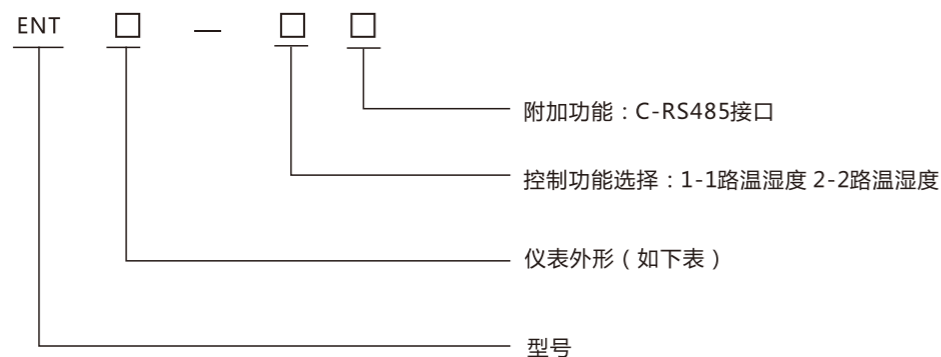 ENT □ — □ □
附加功能：C-RS485接口
控制功能选择：1-1路温湿度 2-2路温湿度
仪表外形（如下表）
型号